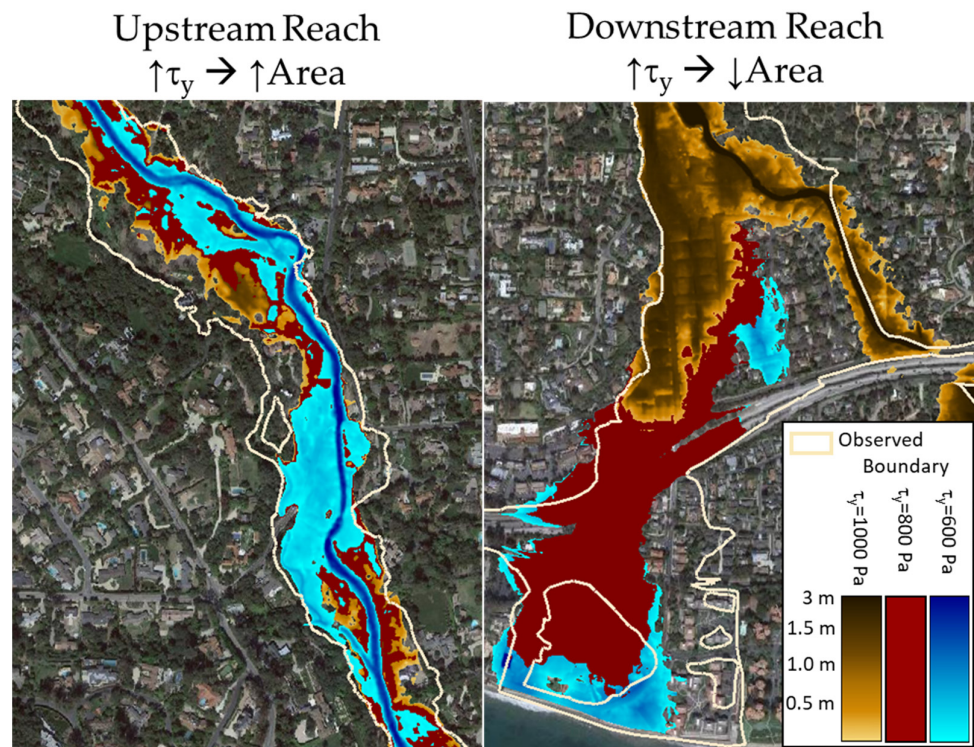 Upstream Reach
↑τy → ↑Area
Downstream Reach
↑τy → ↓Area
Observed
Boundary
τy=1000 Pa
τy=800 Pa
τy=600 Pa
3 m
1.5 m
1.0 m
0.5 m